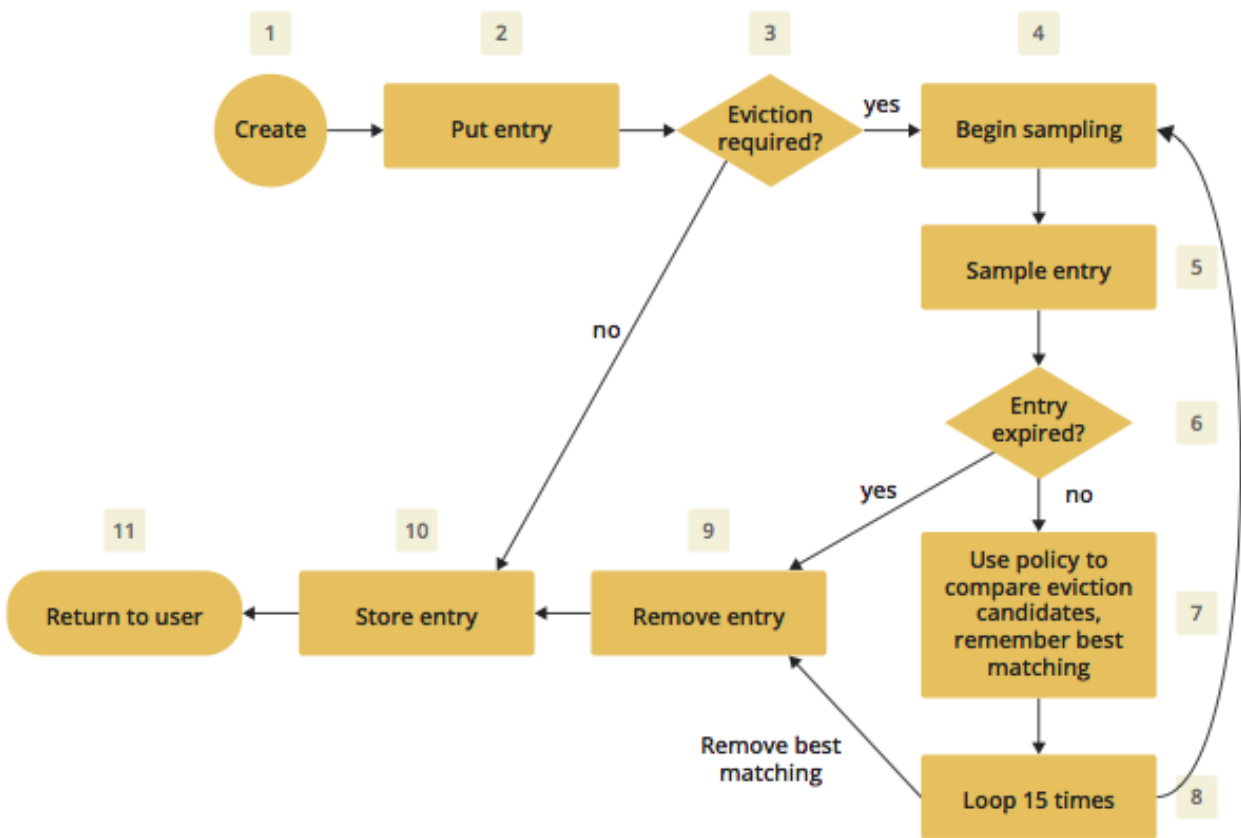 1
2
3
4
Create
Put entry
Eviction
required?
yes
Begin sampling
Sample entry
5
no
Entry
expired?
6
yes
no
11
10
9
Return to user
Store entry
Remove entry
Use policy to
compare eviction
candidates,
remember best
matching
7
Remove best
matching
Loop 15 times
8